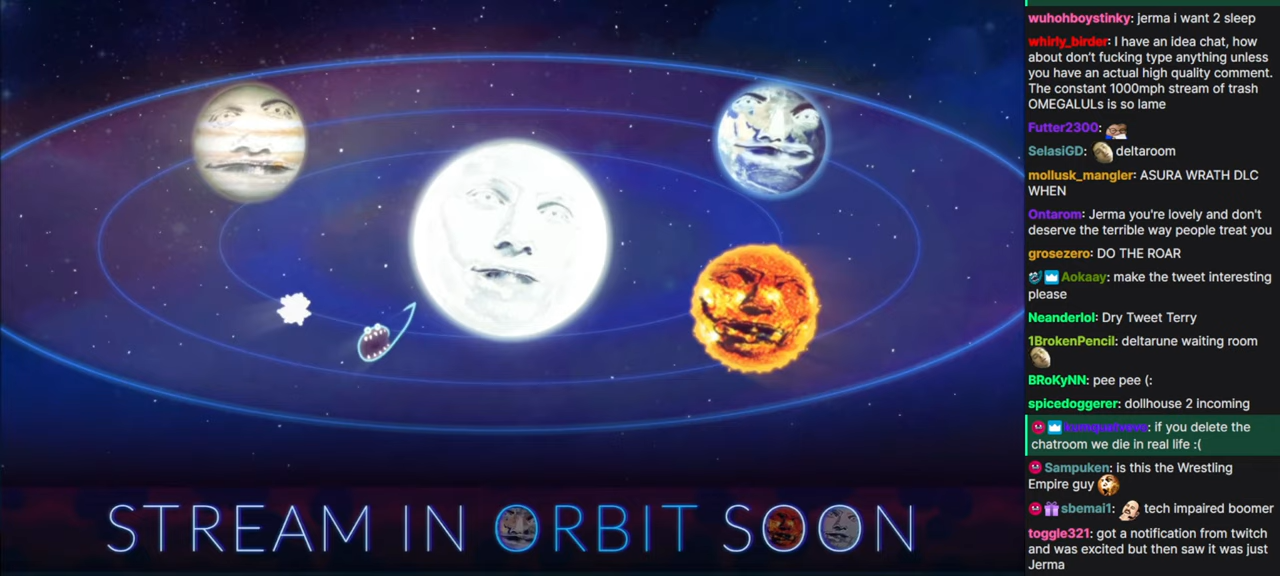 STREAM IN ORBIT SOON
wuhohboystinky: jerma i want 2 sleep
whirly_birder: I have an idea chat, how
about don't fucking type anything unless
you have an actual high quality comment.
The constant 1000mph stream of trash
OMEGALULs is so lame
Futter2300:
SelasiGD: deltaroom
mollusk_mangler: ASURA WRATH DLC
WHEN
Ontarom: Jerma you're lovely and don't
deserve the terrible way people treat you
grosezero: DO THE ROAR
Aokaay: make the tweet interesting
please
Neanderlol: Dry Tweet Terry
1BrokenPencil: deltarune waiting room
BRoKyNN: pee pee (:
spicedoggerer: dollhouse 2 incoming
: if you delete the
chatroom we die in real life :(
Sampuken: is this the Wrestling
Empire guy
sbemai1: tech impaired boomer
toggle321: got a notification from twitch
and was excited but then saw it was just
Jerma